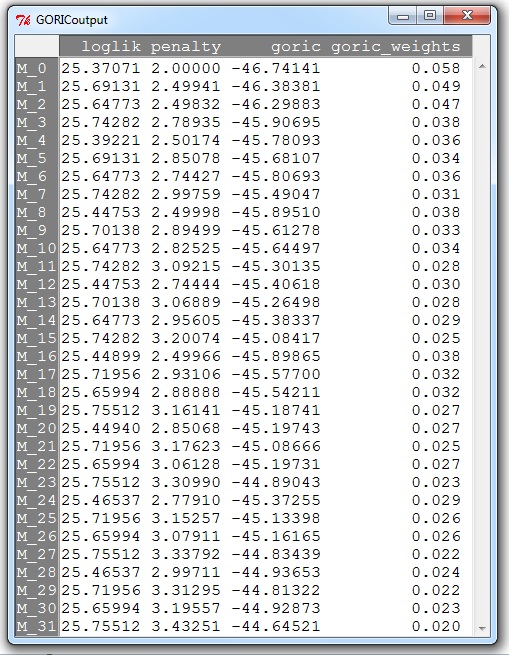 GORICoutput
loglik penalty goric goric_weights
M_0 25.37071 2.00000 -46.74141 0.058
M_1 25.69131 2.49941 -46.38381 0.049
M_2 25.64773 2.49832 -46.29883 0.047
M_3 25.74282 2.78935 -45.90695 0.038
M_4 25.39221 2.50174 -45.78093 0.036
M_5 25.69131 2.85078 -45.68107 0.034
M_6 25.64773 2.74427 -45.80693 0.036
M_7 25.74282 2.99759 -45.49047 0.031
M_8 25.44753 2.49998 -45.89510 0.038
M_9 25.70138 2.89499 -45.61278 0.033
M_10 25.64773 2.82525 -45.64497 0.034
M_11 25.74282 3.09215 -45.30135 0.028
M_12 25.44753 2.74444 -45.40618 0.030
M_13 25.70138 3.06889 -45.26498 0.028
M_14 25.64773 2.95605 -45.38337 0.029
M_15 25.74282 3.20074 -45.08417 0.025
M_16 25.44899 2.49966 -45.89865 0.038
M_17 25.71956 2.93106 -45.57700 0.032
M_18 25.65994 2.88888 -45.54211 0.032
M_19 25.75512 3.16141 -45.18741 0.027
M_20 25.44940 2.85068 -45.19743 0.027
M_21 25.71956 3.17623 -45.08666 0.025
M_22 25.65994 3.06128 -45.19731 0.027
M_23 25.75512 3.30990 -44.89043 0.023
M_24 25.46537 2.77910 -45.37255 0.029
M_25 25.71956 3.15257 -45.13398 0.026
M_26 25.65994 3.07911 -45.16165 0.026
M_27 25.75512 3.33792 -44.83439 0.022
M_28 25.46537 2.99711 -44.93653 0.024
M_29 25.71956 3.31295 -44.81322 0.022
M_30 25.65994 3.19557 -44.92873 0.023
M_31 25.75512 3.43251 -44.64521 0.020